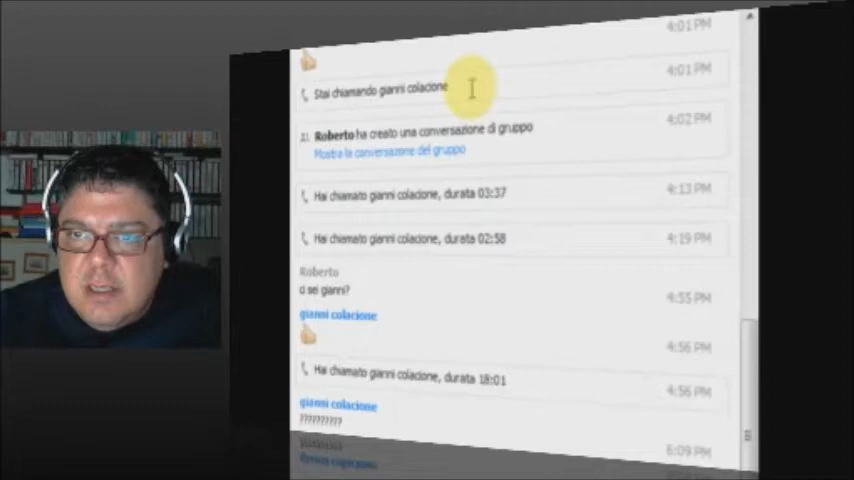 4:01 PM
Stai chiamando gianni colacione
4:01 PM
Roberto ha creato una conversazione di gruppo
4:02 PM
Mostra la conversazione del gruppo
Hai chiamato gianni colacione, durata 03:37
4:13 PM
Hai chiamato gianni colacione, durata 02:58
4:19 PM
Roberto
ci sei gianni?
4:55 PM
gianni colacione
4:56 PM
Hai chiamato gianni colacione, durata 18:01
4:56 PM
gianni colacione
??????????
6:09 PM